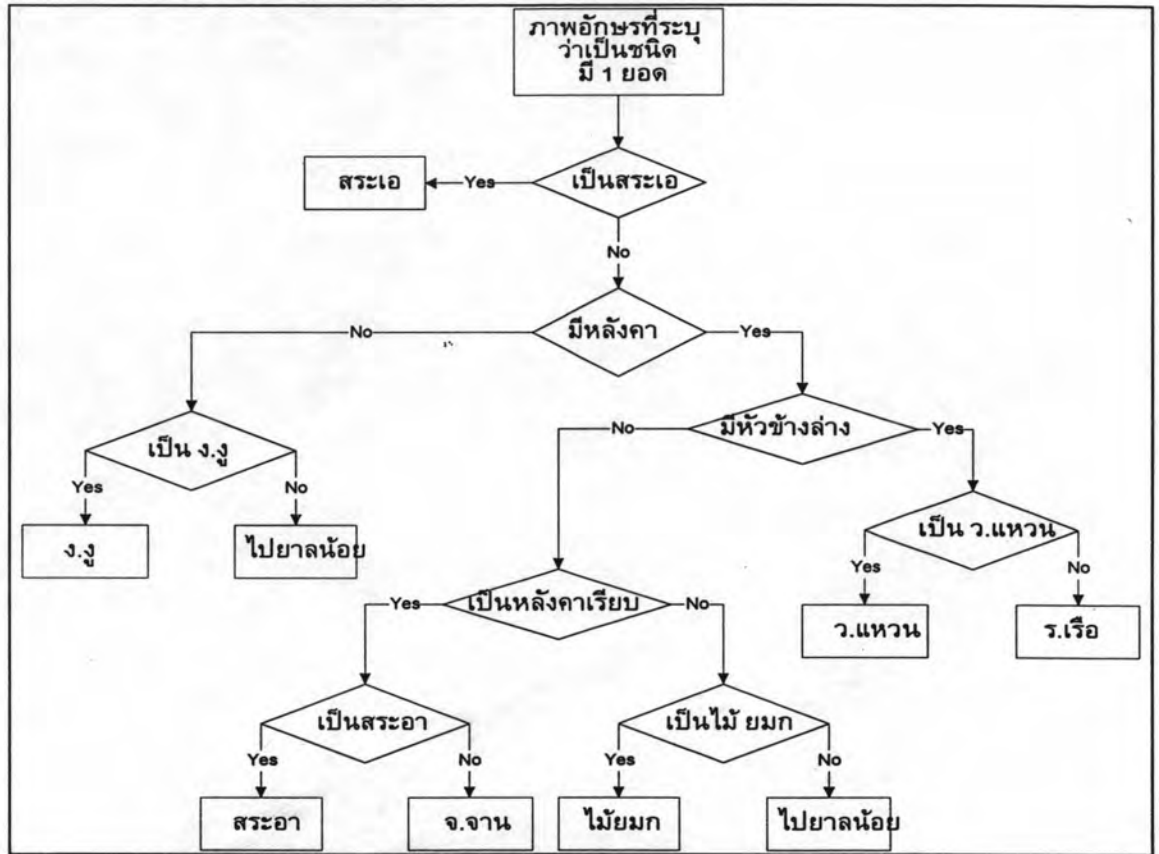 ภาพอักษรที่ระบุ
ว่าเป็นชนิด
มี 1 ยอด
สระเอ
Yes
เป็นสระเอ
No
No
มีหลังคา
Yes
No
มีหัวข้างล่าง
Yes
เป็น ง.งู
Yes
No
ง.งู
ไปยาลน้อย
เป็น ว.แหวน
Yes
No
ว.แหวน
ร.เรือ
Yes
เป็นหลังคาเรียบ
No
เป็นสระอา
เป็นไม้ ยมก
Yes
No
Yes
No
สระอา
จ.จาน
ไม้ยมก
ไปยาลน้อย